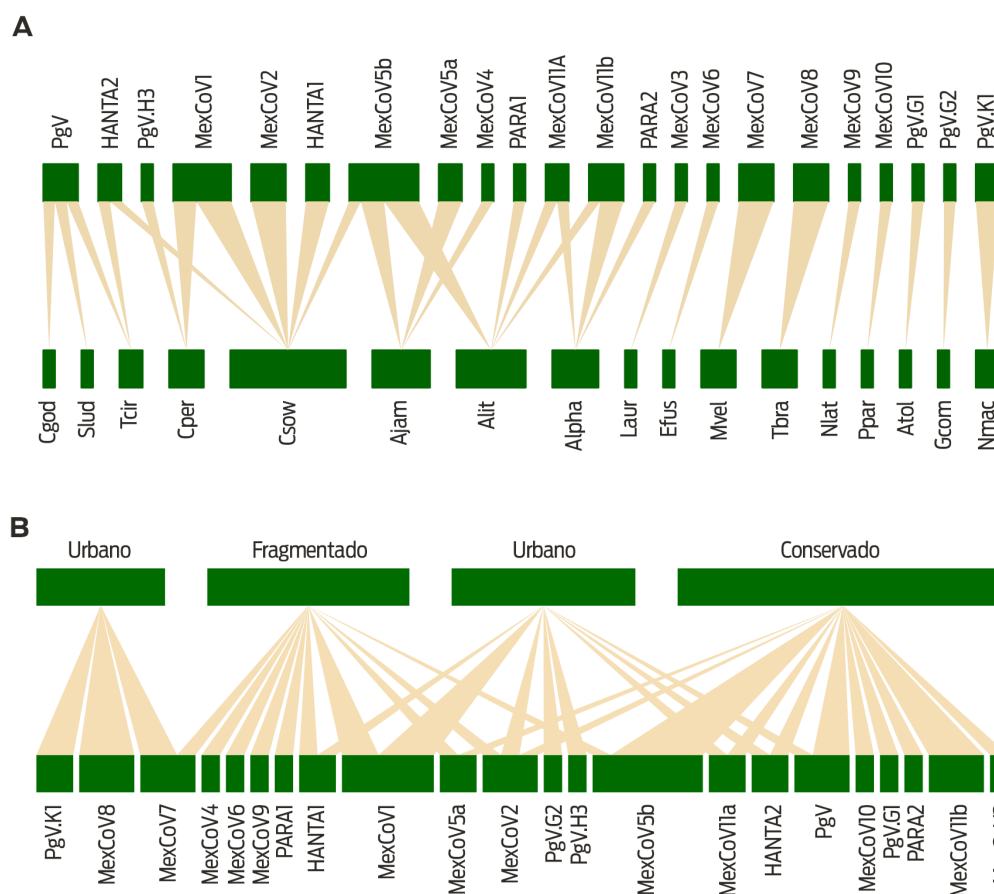 A
PgV
HANTA2
PgV.H3
MexCoV1
MexCoV2
HANTA1
MexCoV5b
MexCoV5a
MexCoV4
PARA1
MexCoV11A
MexCoV11b
PARA2
MexCoV3
MexCoV6
MexCoV7
MexCoV8
MexCoV9
MexCoV10
PgV.G1
PgV.G2
PgV.K1
Cgod
Slud
Tcir
Cper
Csow
Ajam
Alit
Alpha
Laur
Efus
Mvel
Tbra
Nlat
Ppar
Atol
Gcom
Nmac
B
Urbano
Fragmentado
Urbano
Conservado
PgV.K1
MexCoV8
MexCoV7
MexCoV4
MexCoV6
MexCoV9
PARA1
HANTA1
MexCoV1
MexCoV5a
MexCoV2
PgV.G2
PgV.H3
MexCoV5b
MexCoV11a
HANTA2
PgV
MexCoV10
PgV.G1
PARA2
MexCoV11b